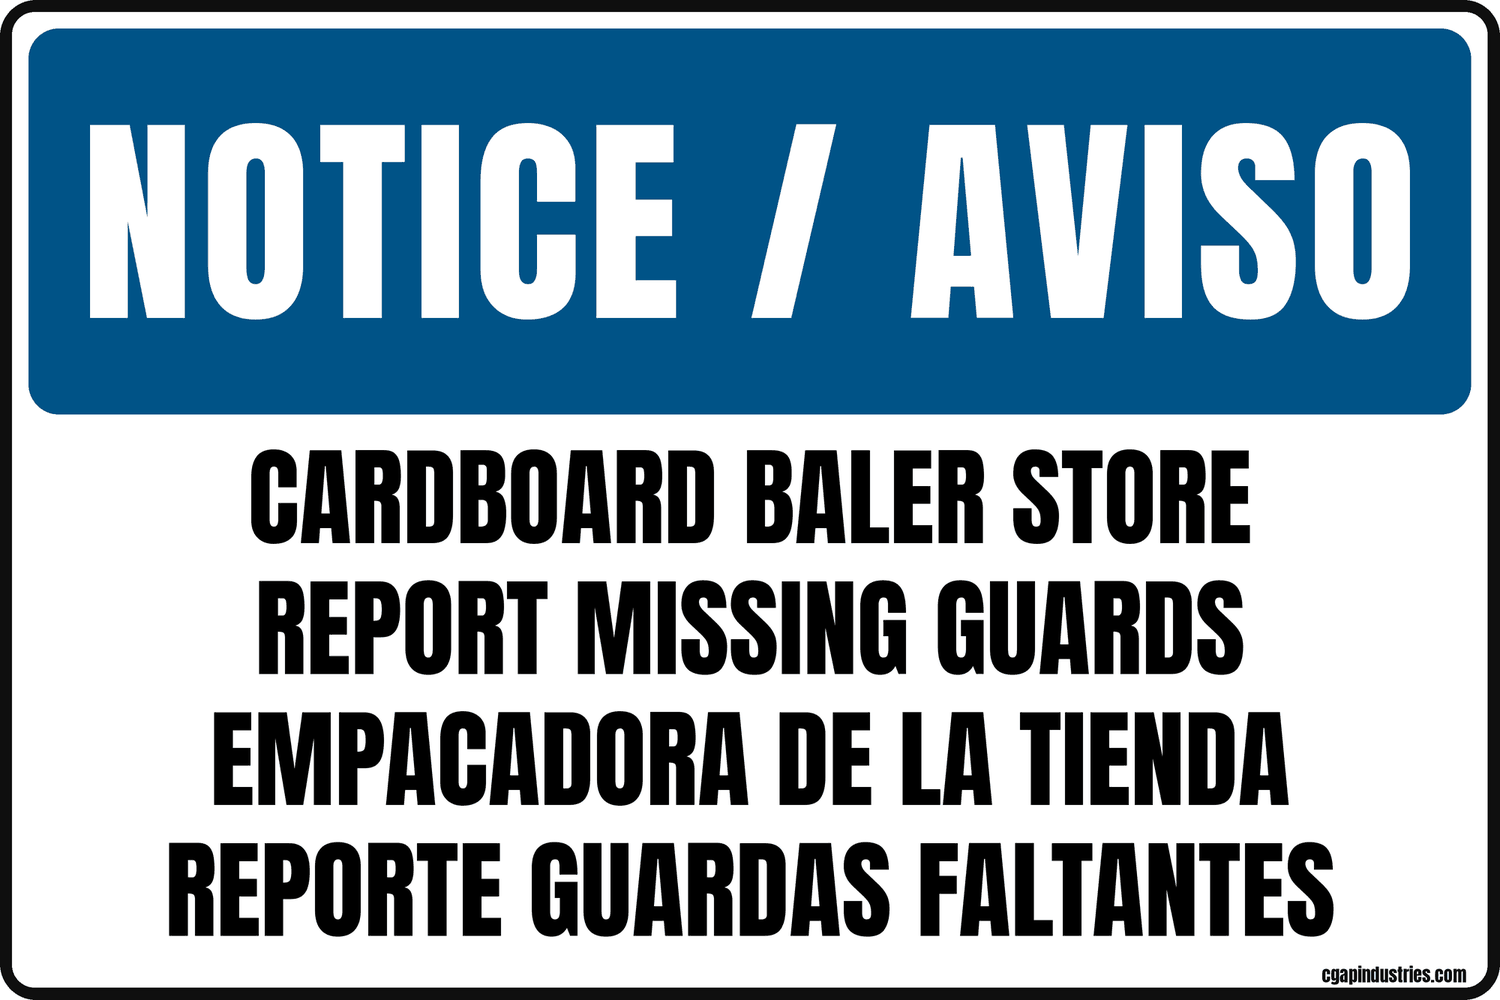 NOTICE / AVISO
CARDBOARD BALER STORE
REPORT MISSING GUARDS
EMPACADORA DE LA TIENDA
REPORTE GUARDAS FALTANTES
cgapindustries.com